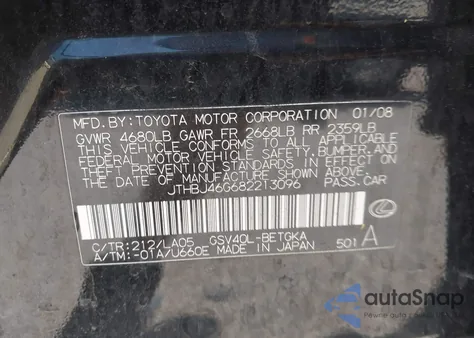 MFD. BY: TOYOTA MOTOR CORPORATION 01/08
GVWR 4680LB GAWR FR 2668LB RR 2359LB
THIS VEHICLE CONFORMS TO ALL APPLICABLE
FEDERAL MOTOR VEHICLE SAFETY, BUMPER, AND
THEFT PREVENTION STANDARDS IN EFFECT ON
THE DATE OF MANUFACTURE SHOWN ABOVE.
JTHBJ46G682213096 PASS. CAR
C/TR: 212/LA05 GSV40L-BETGKA
A/TM: -01A/U660E MADE IN JAPAN 501 A
autoSnap